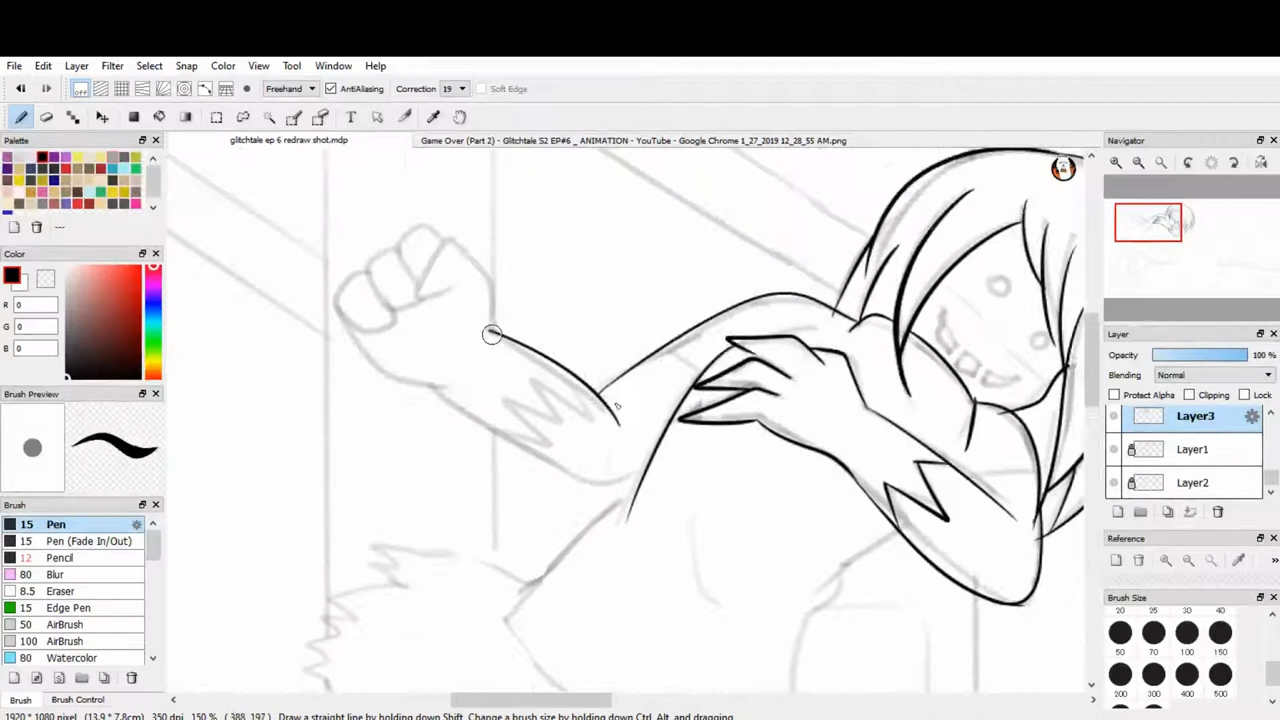 File Edit View Layer Filter Select Snap Color View Tool Window Help
Freehand AntiAliasing Correction 19 Soft Edge
Palette
glitchtale ep 6 redraw shot.mdp
Game Over (Part 2) - Glitchtale S2 EP#6 _ ANIMATION - YouTube - Google Chrome 1_27_2019 12_28_55 AM.png
Navigator
---
Color
R 0
G 0
B 0
Layer
Opacity
Blending Normal
Protect Alpha Clipping Lock
Layer3
Layer1
Layer2
Brush Preview
Brush
15 Pen
15 Pen (Fade In/Out)
12 Pencil
80 Blur
8.5 Eraser
15 Edge Pen
50 AirBrush
100 AirBrush
80 Watercolor
Reference
Brush Size
20 25 30 40
50 70 100 150
200 300 400 500
Brush Brush Control
1920 * 1080 pixel (13.9 * 7.8cm) 350 dpi 150 % ( 388, 197) Draw a straight line by holding down Shift, Change a brush size by holding down Ctrl, Alt, and dragging